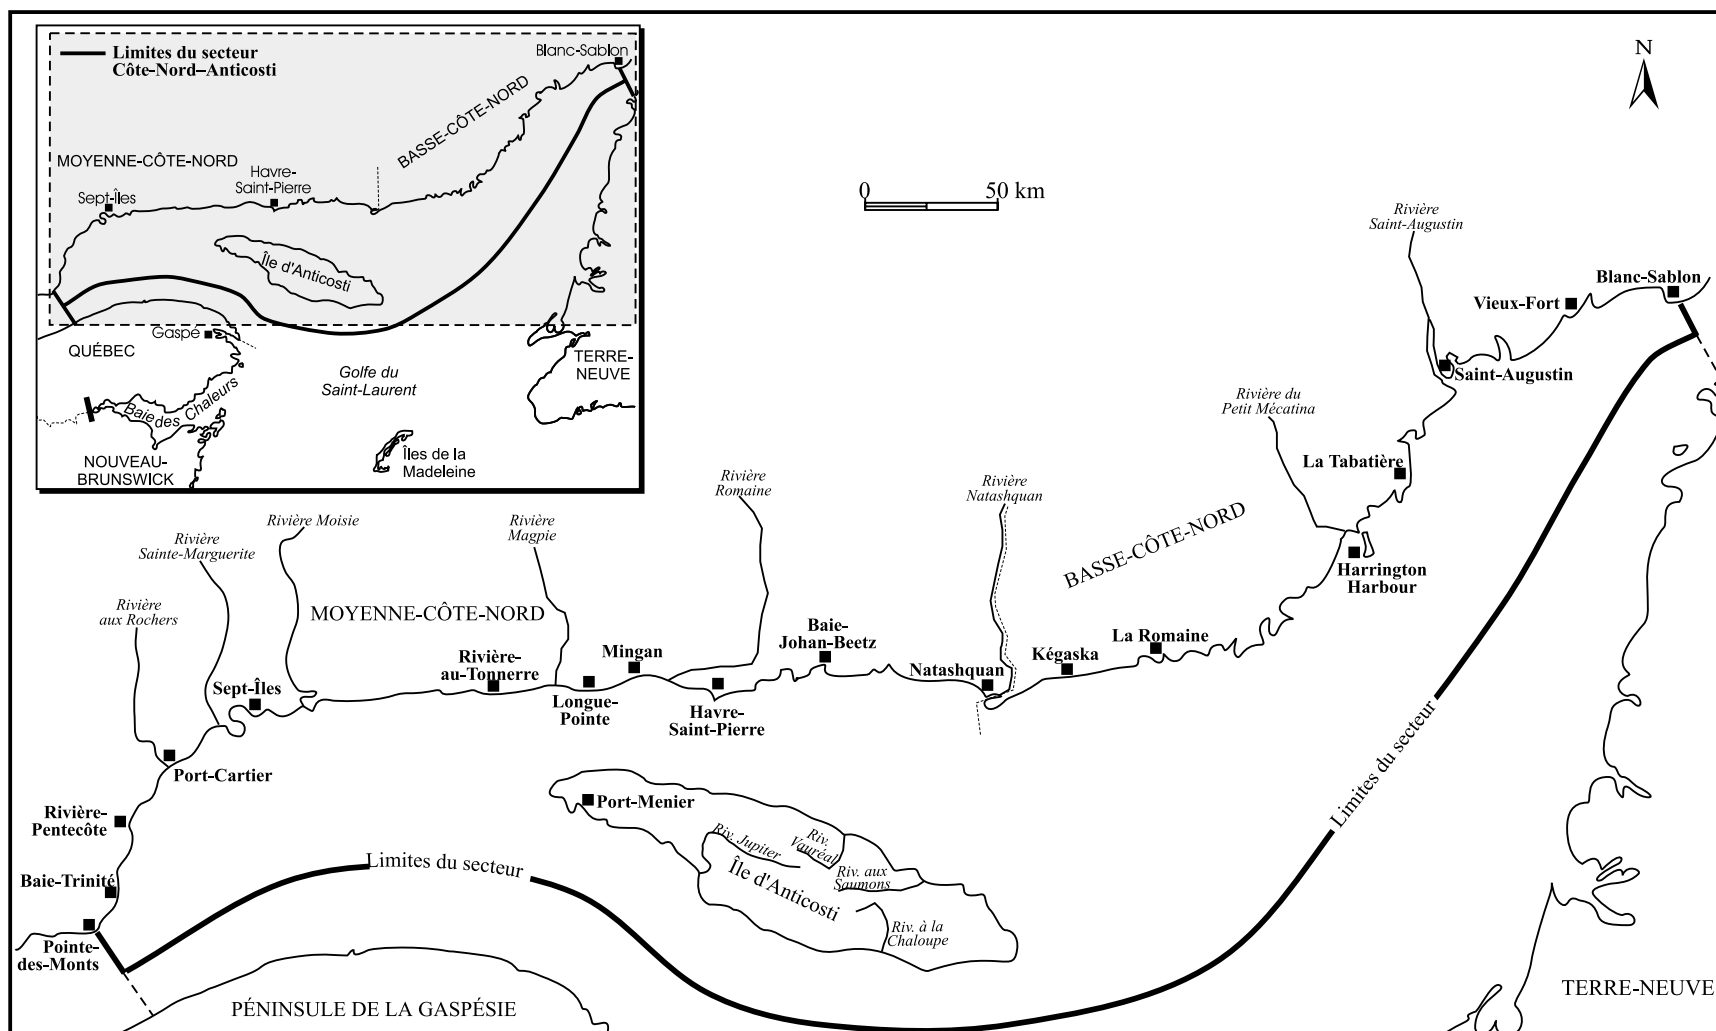 Limites du secteur
Côte-Nord–Anticosti
Blanc-Sablon
BASSE-CÔTE-NORD
MOYENNE-CÔTE-NORD
Havre-
Saint-Pierre
Sept-Îles
Île d'Anticosti
Gaspé
QUÉBEC
Golfe du
Saint-Laurent
TERRE-
NEUVE
Baie des Chaleurs
NOUVEAU-
BRUNSWICK
Îles de la
Madeleine
N
0
50 km
Rivière
Saint-Augustin
Blanc-Sablon
Vieux-Fort
Saint-Augustin
Rivière du
Petit Mécatina
La Tabatière
Rivière
Romaine
Rivière
Natashquan
BASSE-CÔTE-NORD
Harrington
Harbour
Rivière Moisie
Rivière
Magpie
Rivière
Sainte-Marguerite
Rivière
aux Rochers
MOYENNE-CÔTE-NORD
Baie-
Johan-Beetz
La Romaine
Kégaska
Natashquan
Mingan
Rivière-
au-Tonnerre
Sept-Îles
Longue-
Pointe
Havre-
Saint-Pierre
Port-Cartier
Rivière-
Pentecôte
Port-Menier
Riv. Jupiter
Riv.
Vauréal
Riv. aux
Saumons
Île d'Anticosti
Riv. à la
Chaloupe
Limites du secteur
Limites du secteur
Baie-Trinité
Pointe-
des-Monts
PÉNINSULE DE LA GASPÉSIE
TERRE-NEUVE